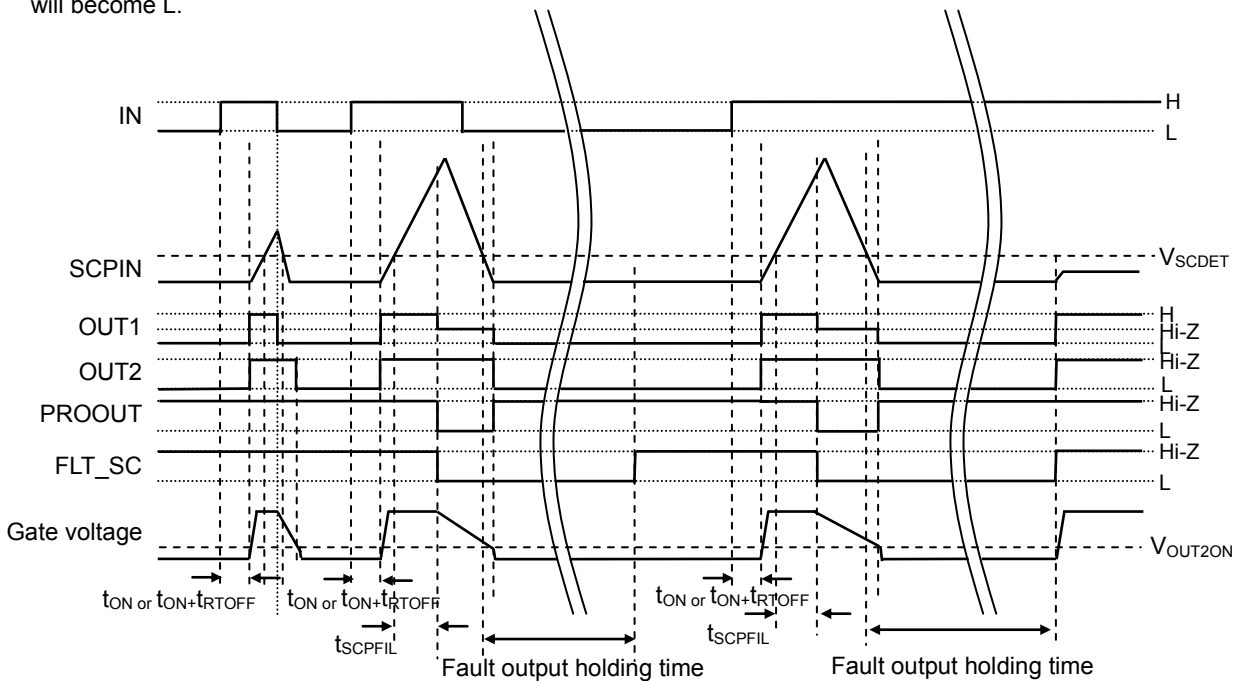 will become L.
IN
H
L
SCPIN
VSCDET
OUT1
H
Hi-Z
L
OUT2
Hi-Z
L
PROOUT
Hi-Z
L
FLT_SC
Hi-Z
L
Gate voltage
VOUT2ON
tON or tON+tRTOFF
tON or tON+tRTOFF
tON or tON+tRTOFF
tSCPFIL
tSCPFIL
Fault output holding time
Fault output holding time